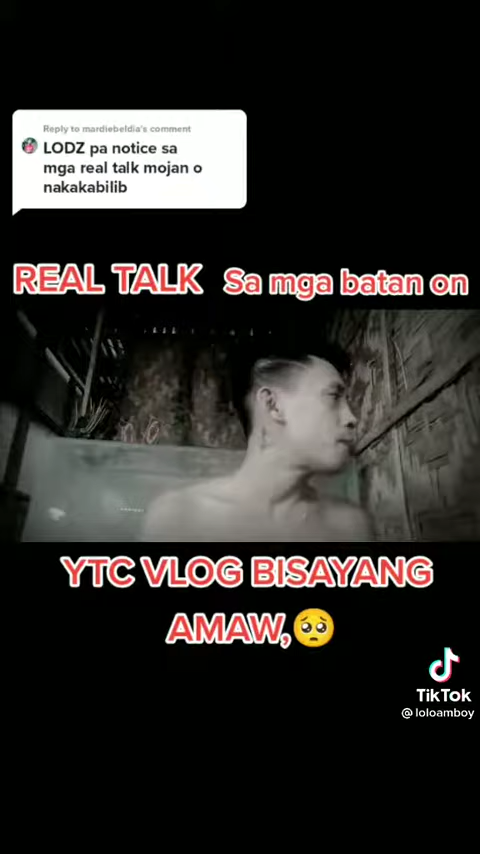 Reply to mardiebeldia's comment
LODZ pa notice sa
mga real talk mojan o
nakakabilib
REAL TALK Sa mga batan on
YTC VLOG BISAYANG
AMAW,🥺
TikTok
@loloamboy